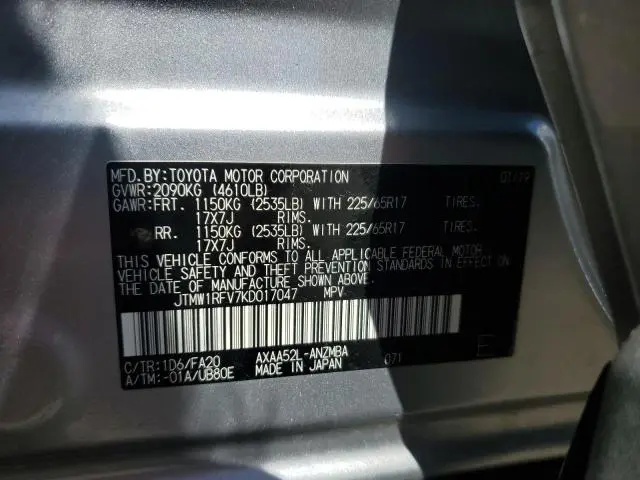 MFD.BY:TOYOTA MOTOR CORPORATION 01/19
GVWR:2090KG (4610LB)
GAWR:FRT. 1150KG (2535LB) WITH 225/65R17 TIRES.
17X7J RIMS.
RR. 1150KG (2535LB) WITH 225/65R17 TIRES.
17X7J RIMS.
THIS VEHICLE CONFORMS TO ALL APPLICABLE FEDERAL MOTOR
VEHICLE SAFETY AND THEFT PREVENTION STANDARDS IN EFFECT ON
THE DATE OF MANUFACTURE SHOWN ABOVE.
JTMW1RFV7KD017047 MPV
C/TR:1D6/FA20 AXAA52L-ANZMBA 071 E
A/TM:-01A/UB80E MADE IN JAPAN